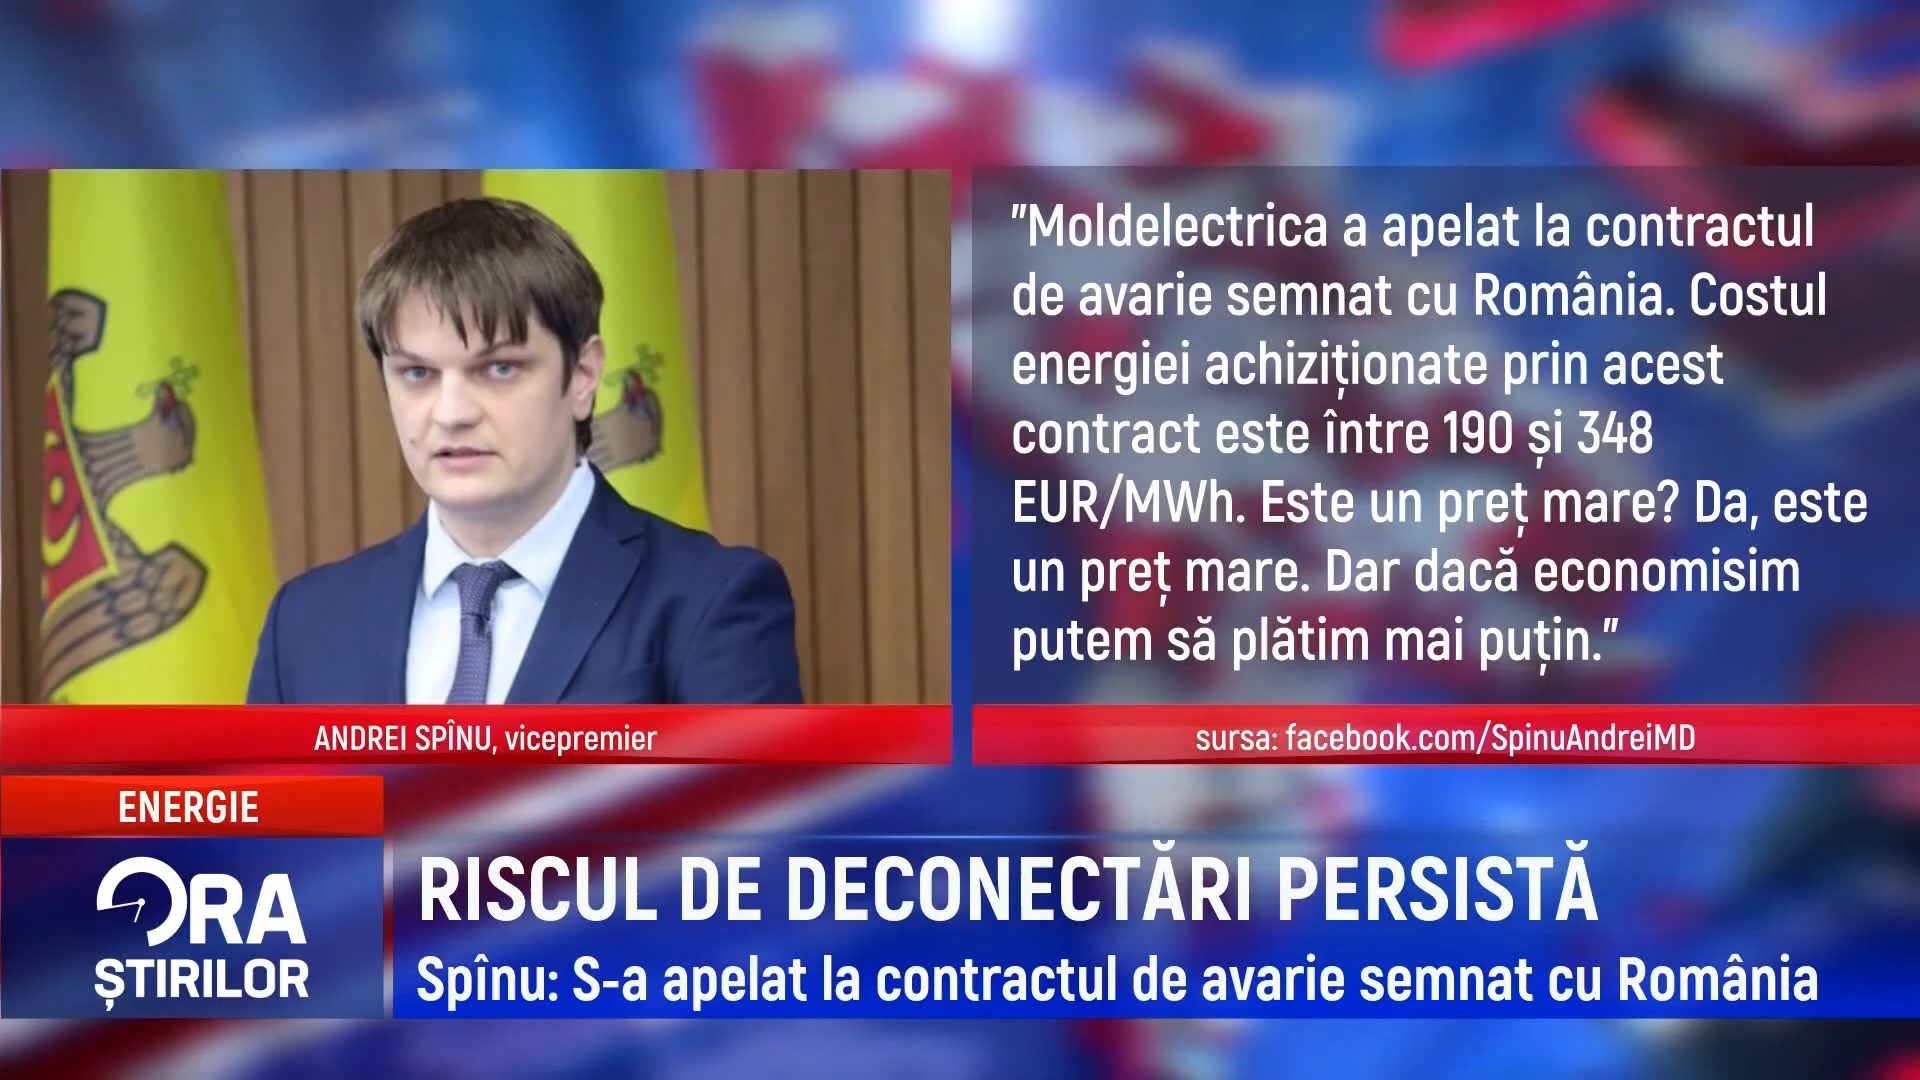 "Moldelectrica a apelat la contractul
de avarie semnat cu România. Costul
energiei achiziționate prin acest
contract este între 190 și 348
EUR/MWh. Este un preț mare? Da, este
un preț mare. Dar dacă economisim
putem să plătim mai puțin."
ANDREI SPÎNU, vicepremier
sursa: facebook.com/SpinuAndreiMD
ENERGIE
ORA
ȘTIRILOR
RISCUL DE DECONECTĂRI PERSISTĂ
Spînu: S-a apelat la contractul de avarie semnat cu România